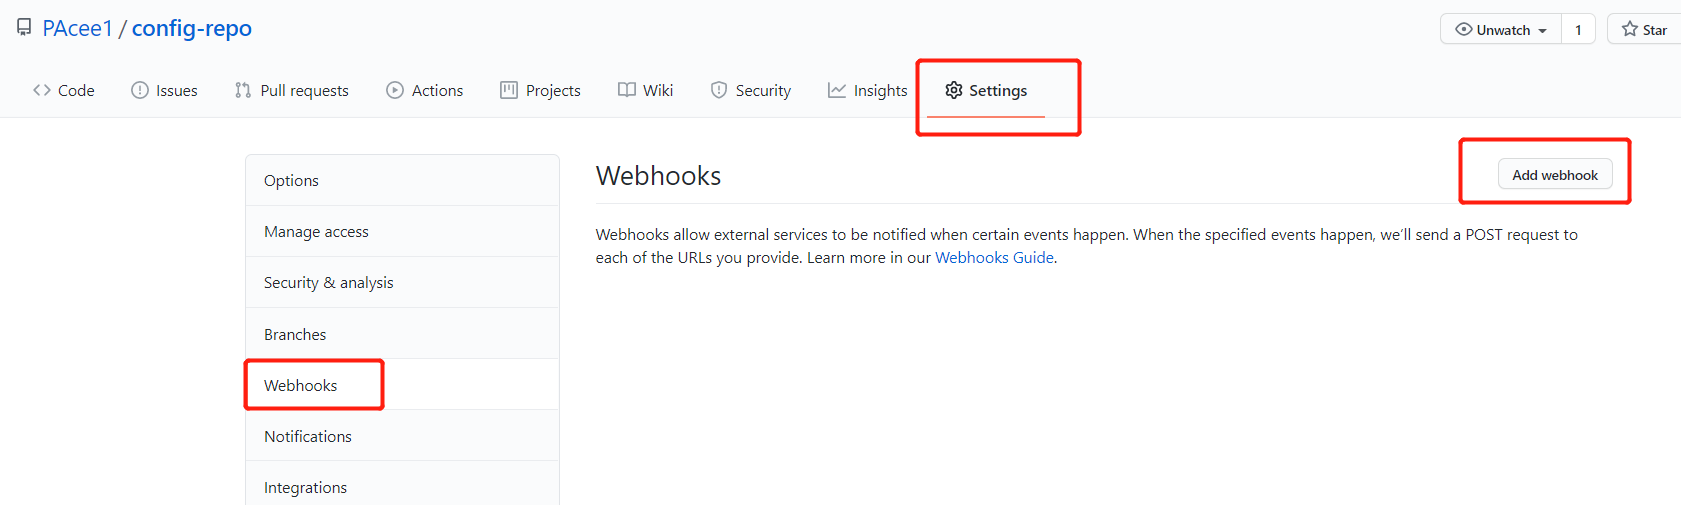 PAcee1 / config-repo
Unwatch 1 Star
Code Issues Pull requests Actions Projects Wiki Security Insights Settings
Options
Manage access
Security & analysis
Branches
Webhooks
Notifications
Integrations
Webhooks
Add webhook
Webhooks allow external services to be notified when certain events happen. When the specified events happen, we’ll send a POST request to
each of the URLs you provide. Learn more in our Webhooks Guide.